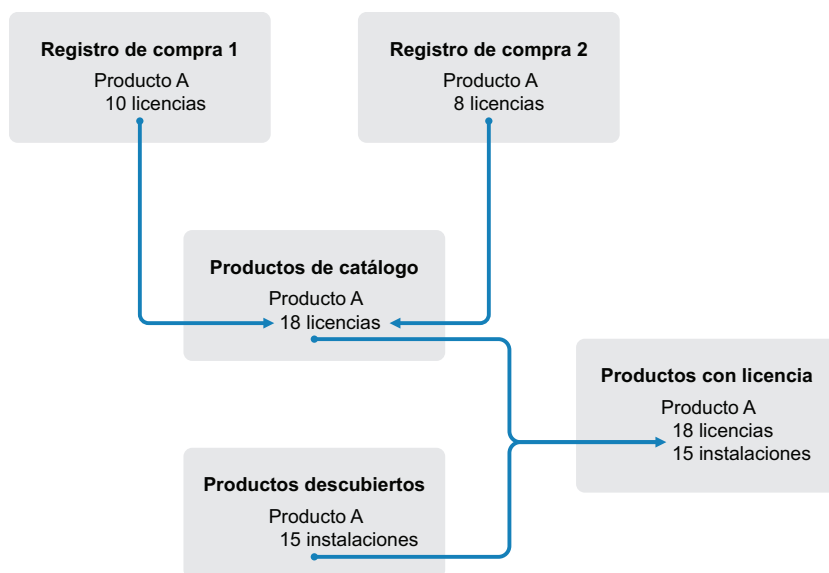 Registro de compra 1
Producto A
10 licencias
Registro de compra 2
Producto A
8 licencias
Productos de catálogo
Producto A
18 licencias
Productos con licencia
Producto A
18 licencias
15 instalaciones
Productos descubiertos
Producto A
15 instalaciones